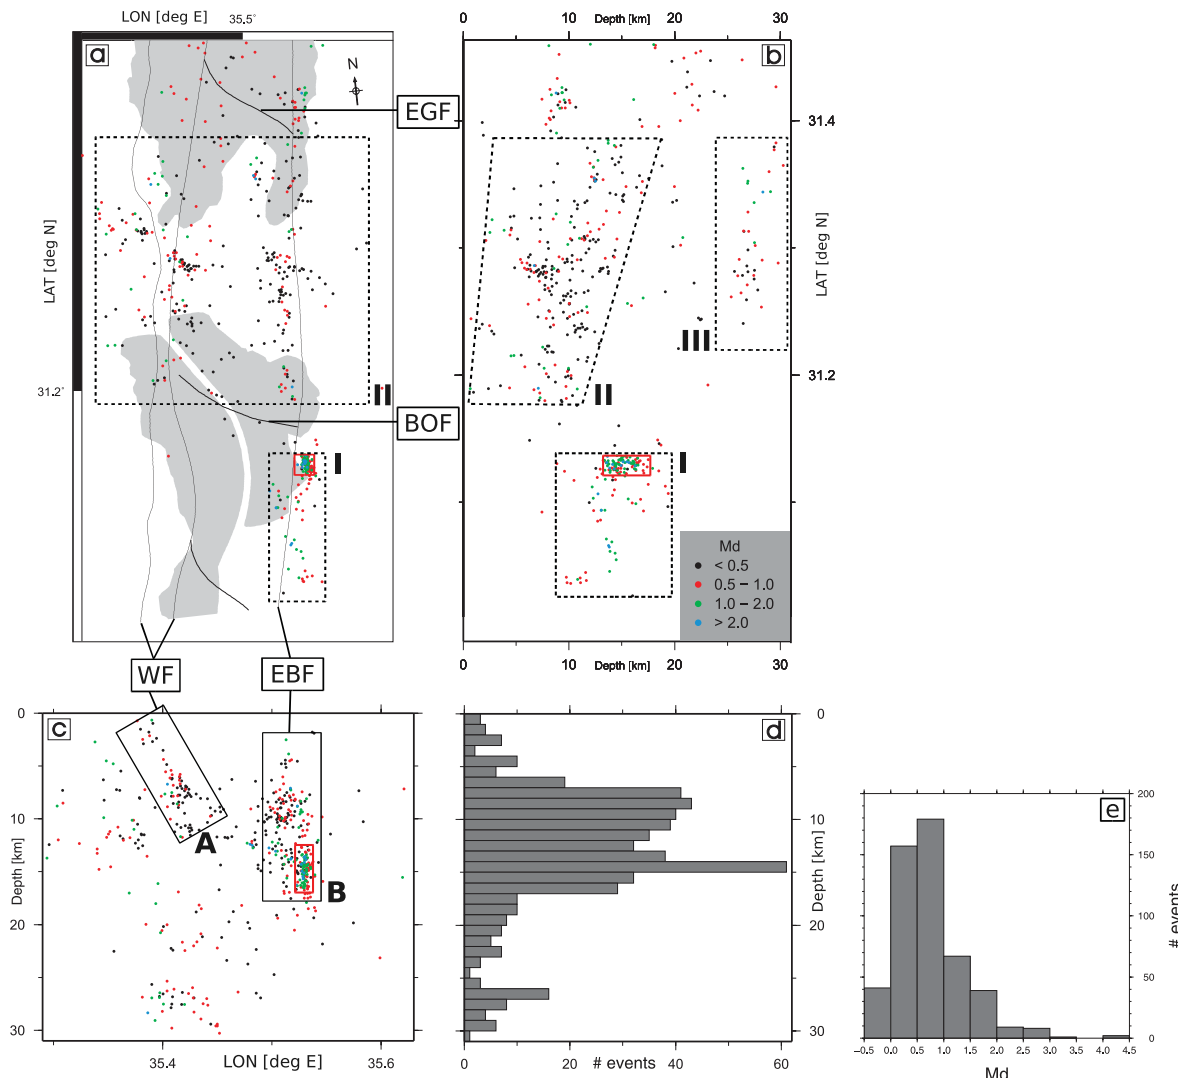 LON [deg E] 35.5°
a
N
EGF
LAT [deg N]
31.2°
II
BOF
I
WF
EBF
0 Depth [km] 20 30
b
31.4
LAT [deg N]
III
31.2
II
I
Md
< 0.5
0.5 – 1.0
1.0 – 2.0
> 2.0
0 10 Depth [km] 20 30
c
0
10
20
30
Depth [km]
A
B
35.4 LON [deg E] 35.6
d
0
10
20
30
Depth [km]
0 20 # events 40 60
e
200
150
100
50
0
# events
−0.5 0.0 0.5 1.0 1.5 2.0 2.5 3.0 3.5 4.0 4.5
Md